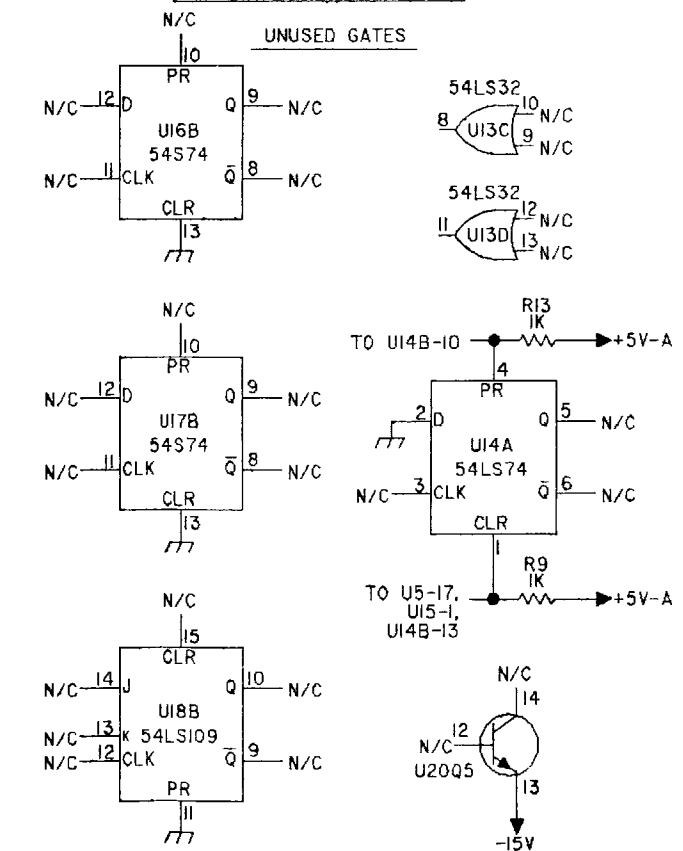 UNUSED GATES
N/C
10
PR
N/C 12 D Q 9 N/C
U16B
54S74
N/C 11 CLK Q̅ 8 N/C
CLR
13
54LS32
8 U13C 10 N/C
9 N/C
54LS32
11 U13D 12 N/C
13 N/C
N/C
10
PR
N/C 12 D Q 9 N/C
U17B
54S74
N/C 11 CLK Q̅ 8 N/C
CLR
13
R13
1K
TO U14B-10 +5V-A
4
PR
2 D Q 5 N/C
U14A
54LS74
N/C 3 CLK Q̅ 6 N/C
CLR
1
R9
1K
TO U5-17, +5V-A
U15-1,
U14B-13
N/C
15
CLR
N/C 14 J Q 10 N/C
U18B
N/C 13 K 54LS109
N/C 12 CLK Q̅ 9 N/C
PR
11
N/C
14
N/C 12
U20Q5
13
-15V